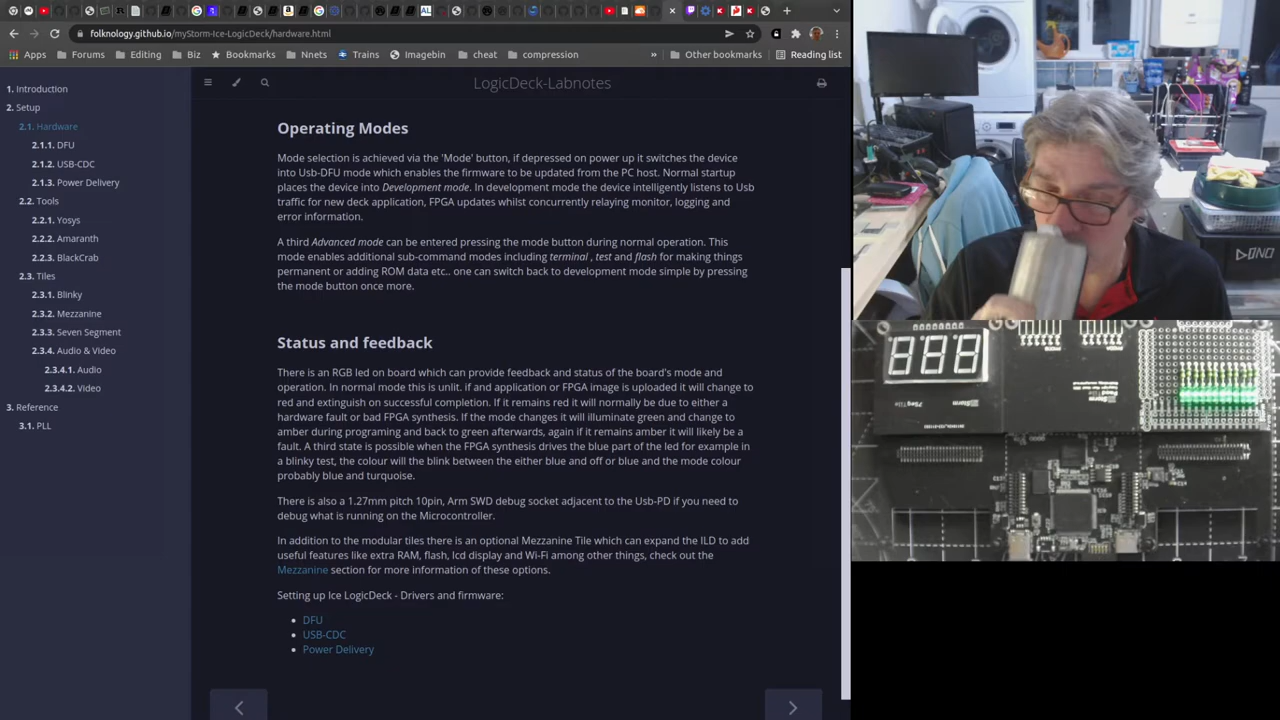 folknology.github.io/myStorm-Ice-LogicDeck/hardware.html
Apps Forums Editing Biz Bookmarks Nnets Trains Imagebin cheat compression » Other bookmarks Reading list
LogicDeck-Labnotes
1. Introduction
2. Setup
2.1. Hardware
2.1.1. DFU
2.1.2. USB-CDC
2.1.3. Power Delivery
2.2. Tools
2.2.1. Yosys
2.2.2. Amaranth
2.2.3. BlackCrab
2.3. Tiles
2.3.1. Blinky
2.3.2. Mezzanine
2.3.3. Seven Segment
2.3.4. Audio & Video
2.3.4.1. Audio
2.3.4.2. Video
3. Reference
3.1. PLL
Operating Modes
Mode selection is achieved via the 'Mode' button, if depressed on power up it switches the device
into Usb-DFU mode which enables the firmware to be updated from the PC host. Normal startup
places the device into Development mode. In development mode the device intelligently listens to Usb
traffic for new deck application, FPGA updates whilst concurrently relaying monitor, logging and
error information.
A third Advanced mode can be entered pressing the mode button during normal operation. This
mode enables additional sub-command modes including terminal , test and flash for making things
permanent or adding ROM data etc.. one can switch back to development mode simple by pressing
the mode button once more.
Status and feedback
There is an RGB led on board which can provide feedback and status of the board's mode and
operation. In normal mode this is unlit. if and application or FPGA image is uploaded it will change to
red and extinguish on successful completion. If it remains red it will normally be due to either a
hardware fault or bad FPGA synthesis. If the mode changes it will illuminate green and change to
amber during programing and back to green afterwards, again if it remains amber it will likely be a
fault. A third state is possible when the FPGA synthesis drives the blue part of the led for example in
a blinky test, the colour will the blink between the either blue and off or blue and the mode colour
probably blue and turquoise.
There is also a 1.27mm pitch 10pin, Arm SWD debug socket adjacent to the Usb-PD if you need to
debug what is running on the Microcontroller.
In addition to the modular tiles there is an optional Mezzanine Tile which can expand the ILD to add
useful features like extra RAM, flash, lcd display and Wi-Fi among other things, check out the
Mezzanine section for more information of these options.
Setting up Ice LogicDeck - Drivers and firmware:
DFU
USB-CDC
Power Delivery